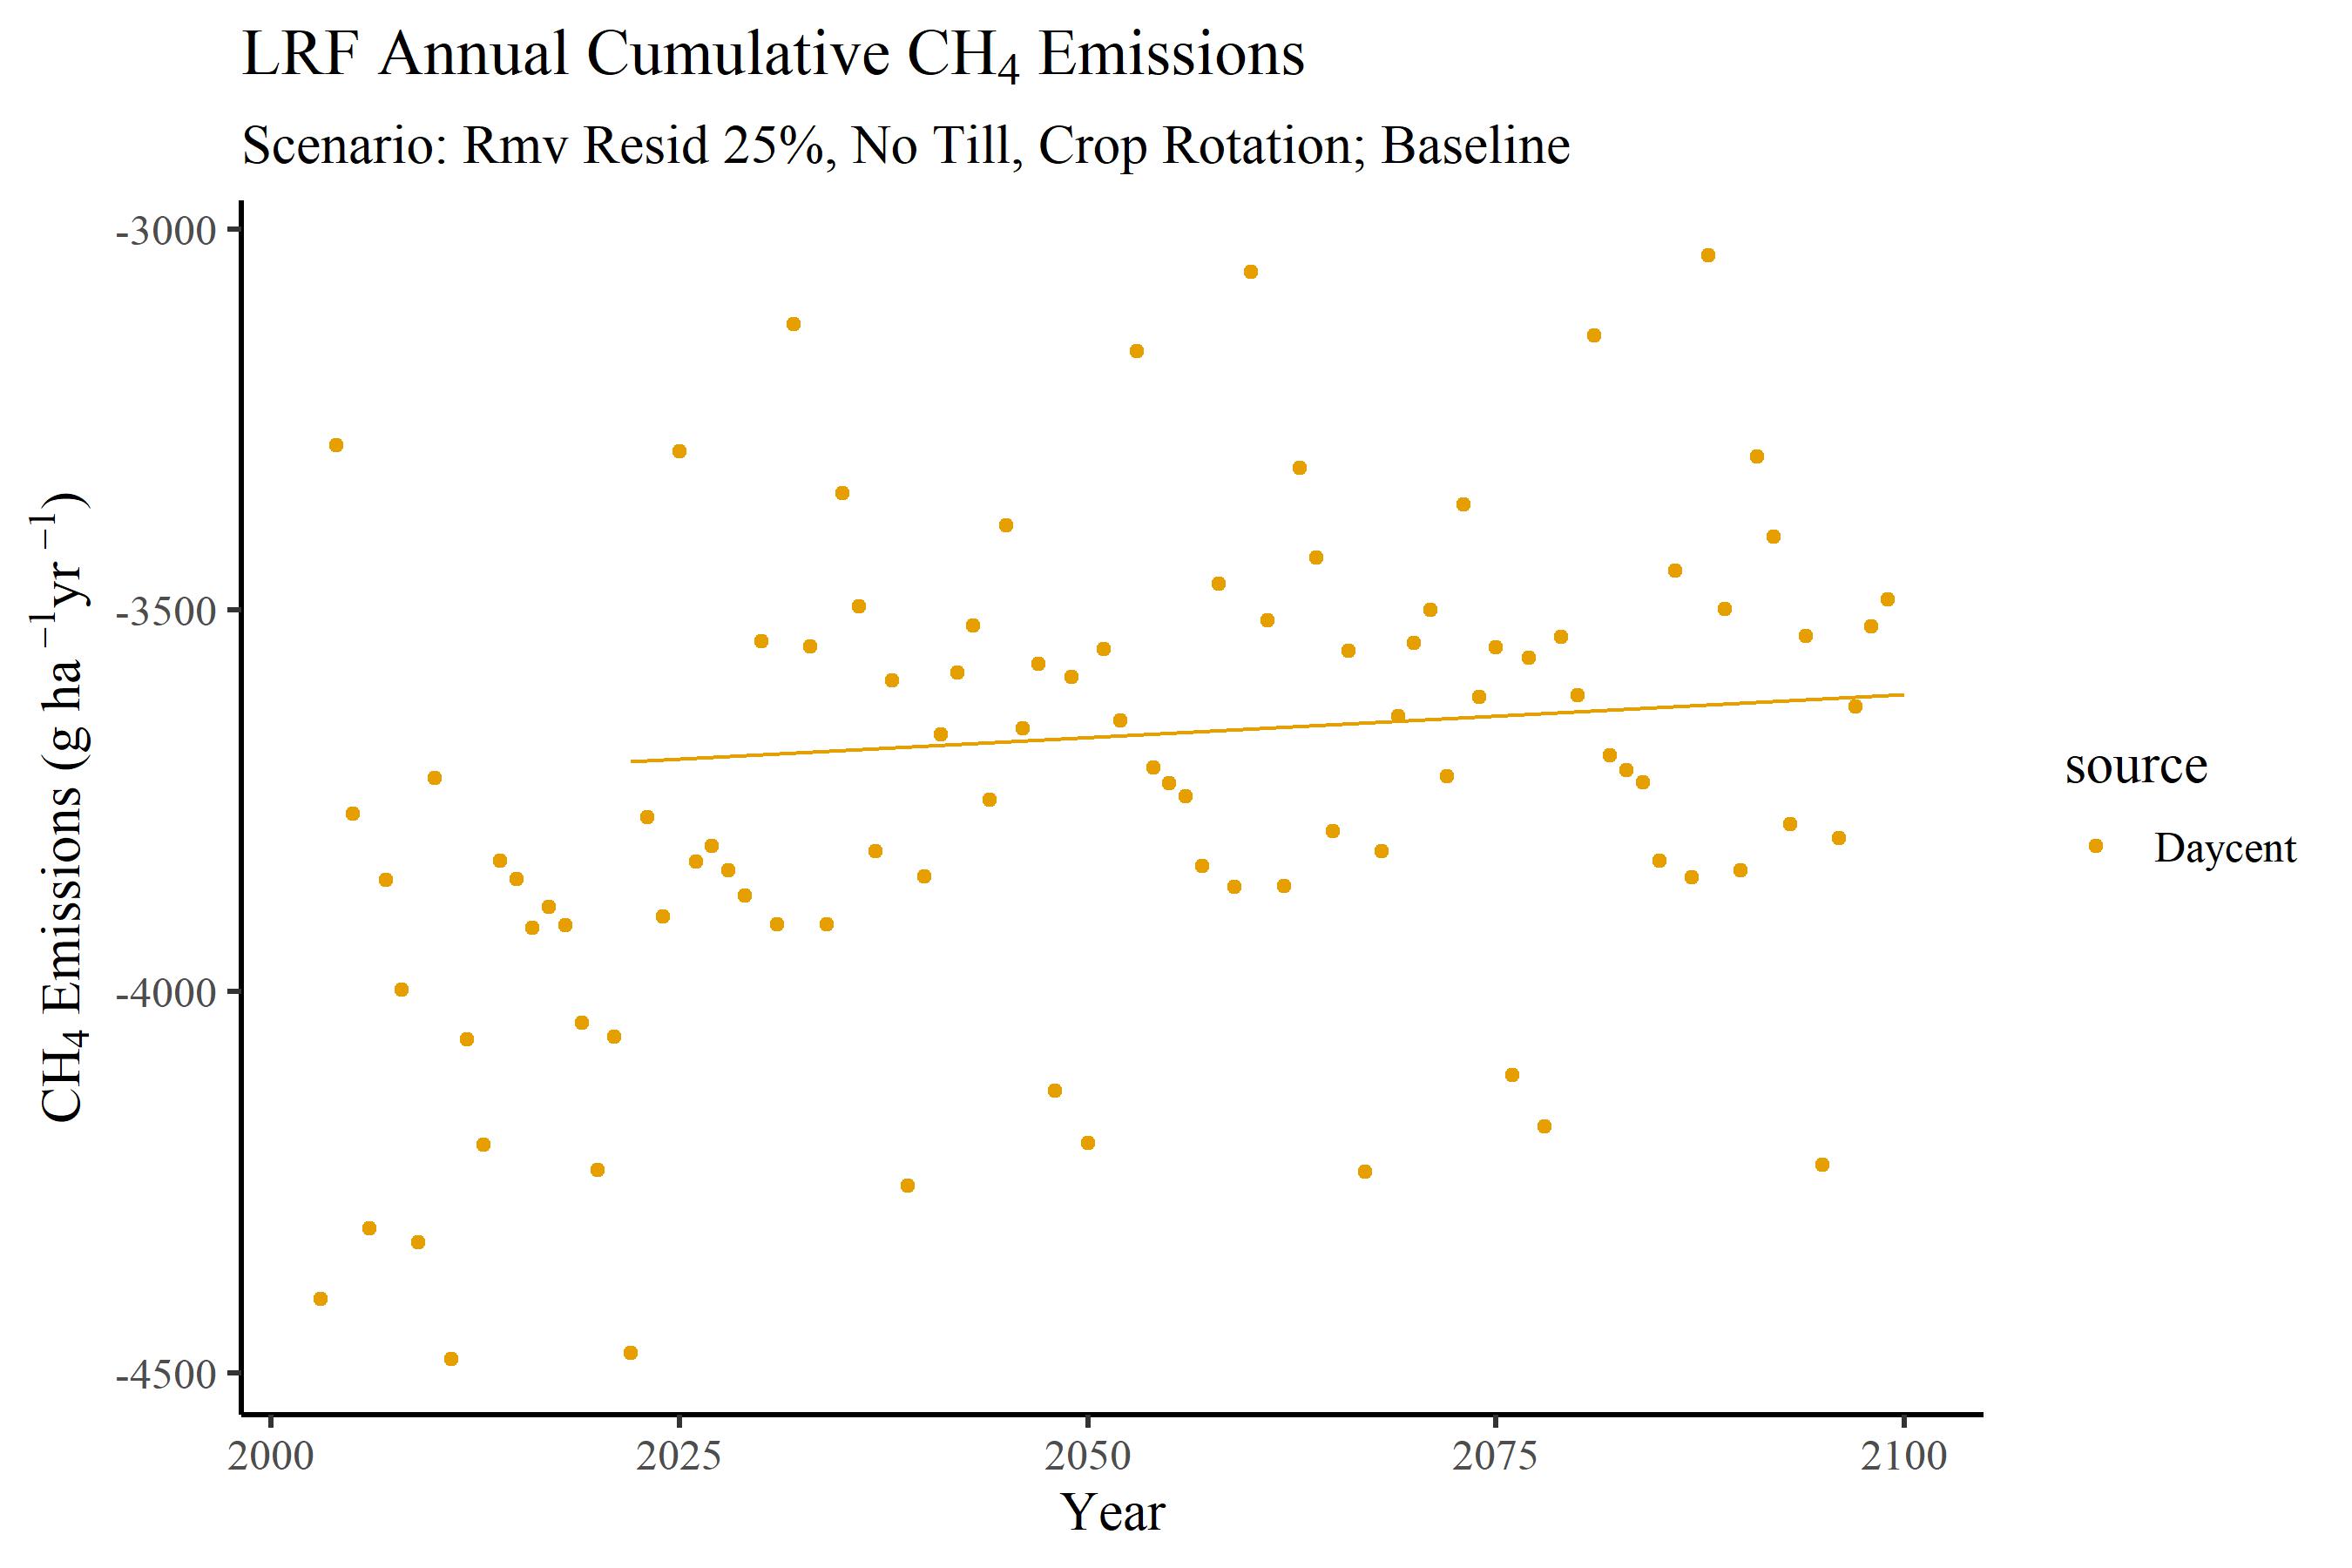 LRF Annual Cumulative CH₄ Emissions
Scenario: Rmv Resid 25%, No Till, Crop Rotation; Baseline
CH₄ Emissions (g ha ⁻¹yr ⁻¹)
-3000
-3500
-4000
-4500
2000 2025 2050 2075 2100
Year
source
Daycent